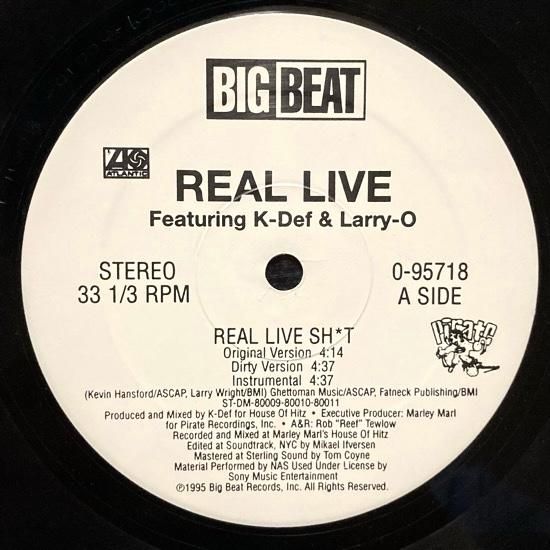 BIG BEAT
ATLANTIC
REAL LIVE
Featuring K-Def & Larry-O
STEREO
33 1/3 RPM
0-95718
A SIDE
Pirate
REAL LIVE SH*T
Original Version 4:14
Dirty Version 4:37
Instrumental 4:37
(Kevin Hansford/ASCAP, Larry Wright/BMI) Ghettoman Music/ASCAP, Fatneck Publishing/BMI
ST-DM-80009-80010-80011
Produced and Mixed by K-Def for House Of Hitz • Executive Producer: Marley Marl
for Pirate Recordings, Inc. • A&R: Rob "Reef" Tewlow
Recorded and Mixed at Marley Marl's House Of Hitz
Edited at Soundtrack, NYC by Mikael Ifversen
Mastered at Sterling Sound by Tom Coyne
Material Performed by NAS Used Under License by
Sony Music Entertainment
℗1995 Big Beat Records, Inc. All Rights Reserved.